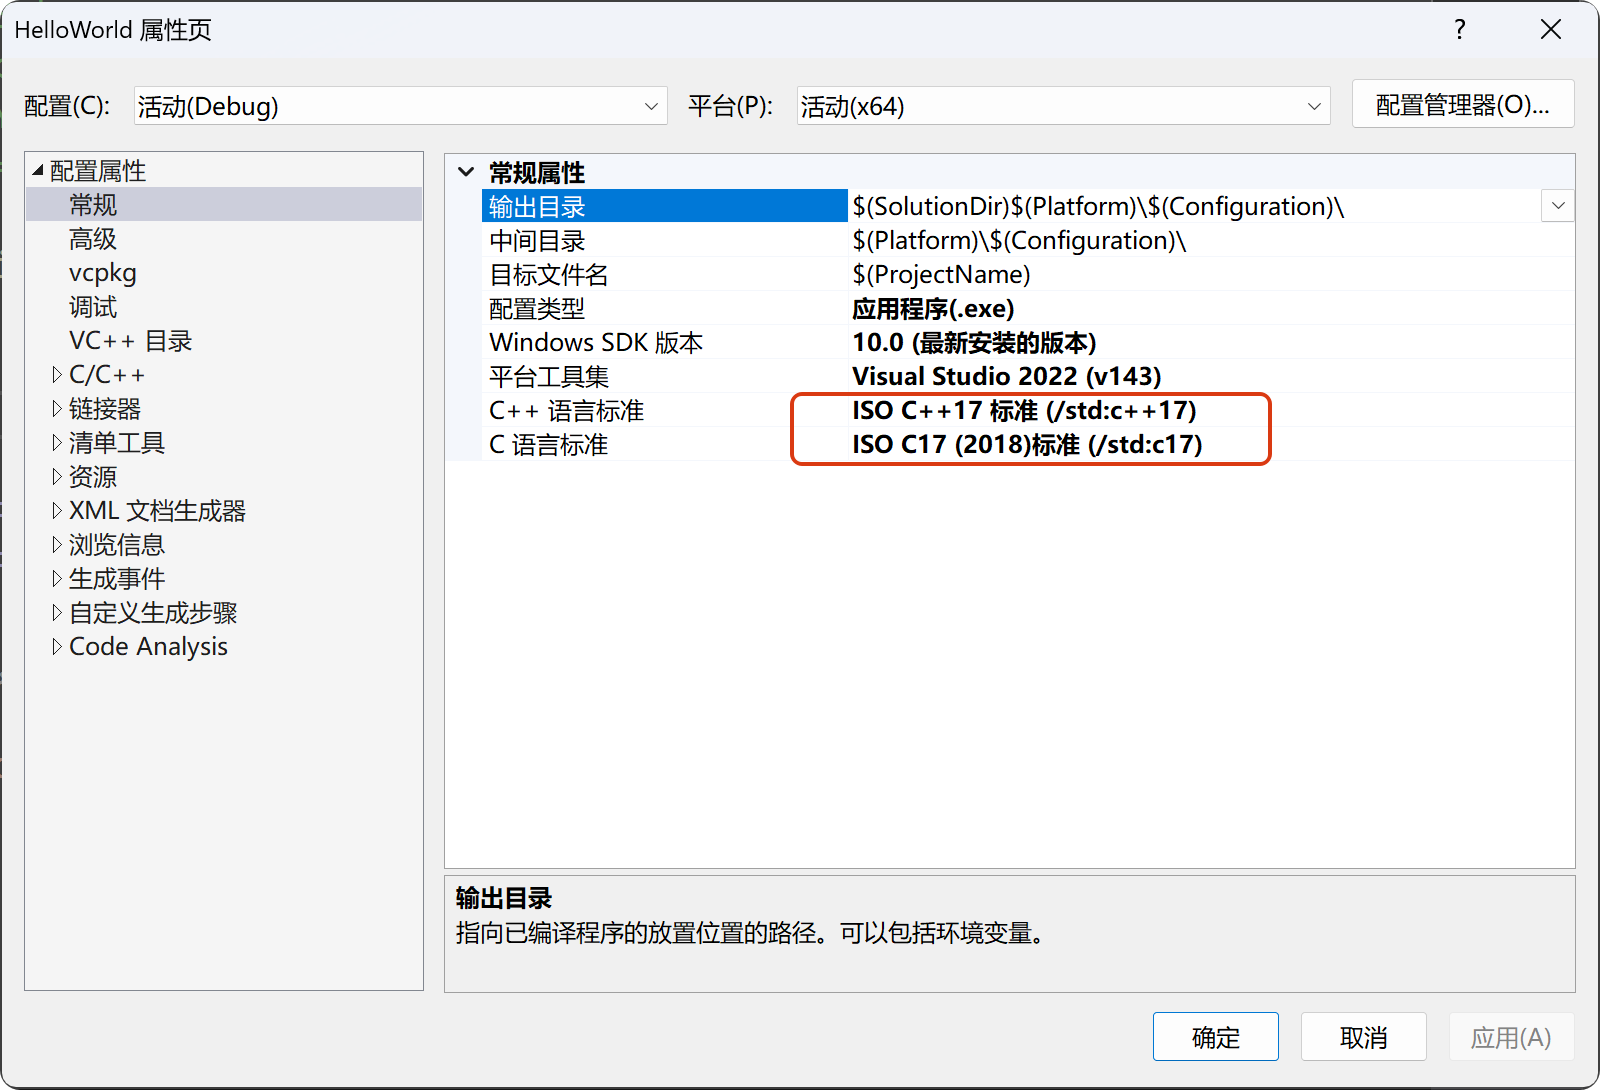 HelloWorld 属性页
?
配置(C):
活动(Debug)
平台(P):
活动(x64)
配置管理器(O)...
配置属性
常规
高级
vcpkg
调试
VC++ 目录
C/C++
链接器
清单工具
资源
XML 文档生成器
浏览信息
生成事件
自定义生成步骤
Code Analysis
常规属性
输出目录 $(SolutionDir)$(Platform)\$(Configuration)\
中间目录 $(Platform)\$(Configuration)\
目标文件名 $(ProjectName)
配置类型 应用程序(.exe)
Windows SDK 版本 10.0 (最新安装的版本)
平台工具集 Visual Studio 2022 (v143)
C++ 语言标准 ISO C++17 标准 (/std:c++17)
C 语言标准 ISO C17 (2018)标准 (/std:c17)
输出目录
指向已编译程序的放置位置的路径。可以包括环境变量。
确定
取消
应用(A)